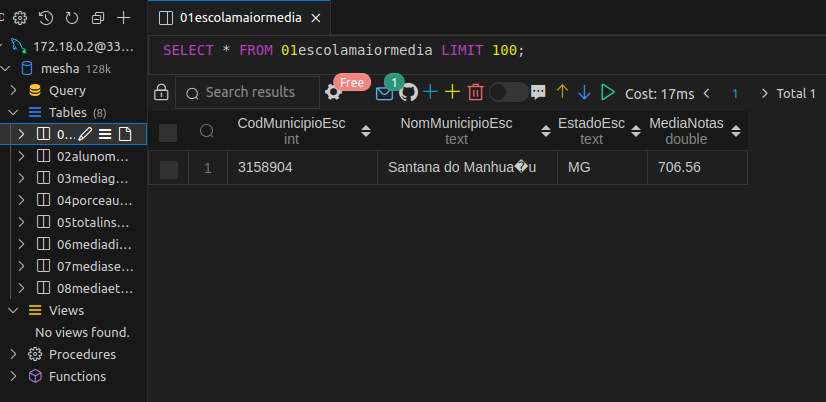 01escolamaiormedia
172.18.0.2@33...
mesha 128k
Query
Tables (8)
0...
02alunom...
03mediag...
04porceau...
05totalins...
06mediadi...
07mediase...
08mediaet...
Views
No views found.
Procedures
Functions
SELECT * FROM 01escolamaiormedia LIMIT 100;
Search results
Free
1
Cost: 17ms
1
Total 1
CodMunicipioEsc
int
NomMunicipioEsc
text
EstadoEsc
text
MediaNotas
double
1
3158904
Santana do Manhua�u
MG
706.56